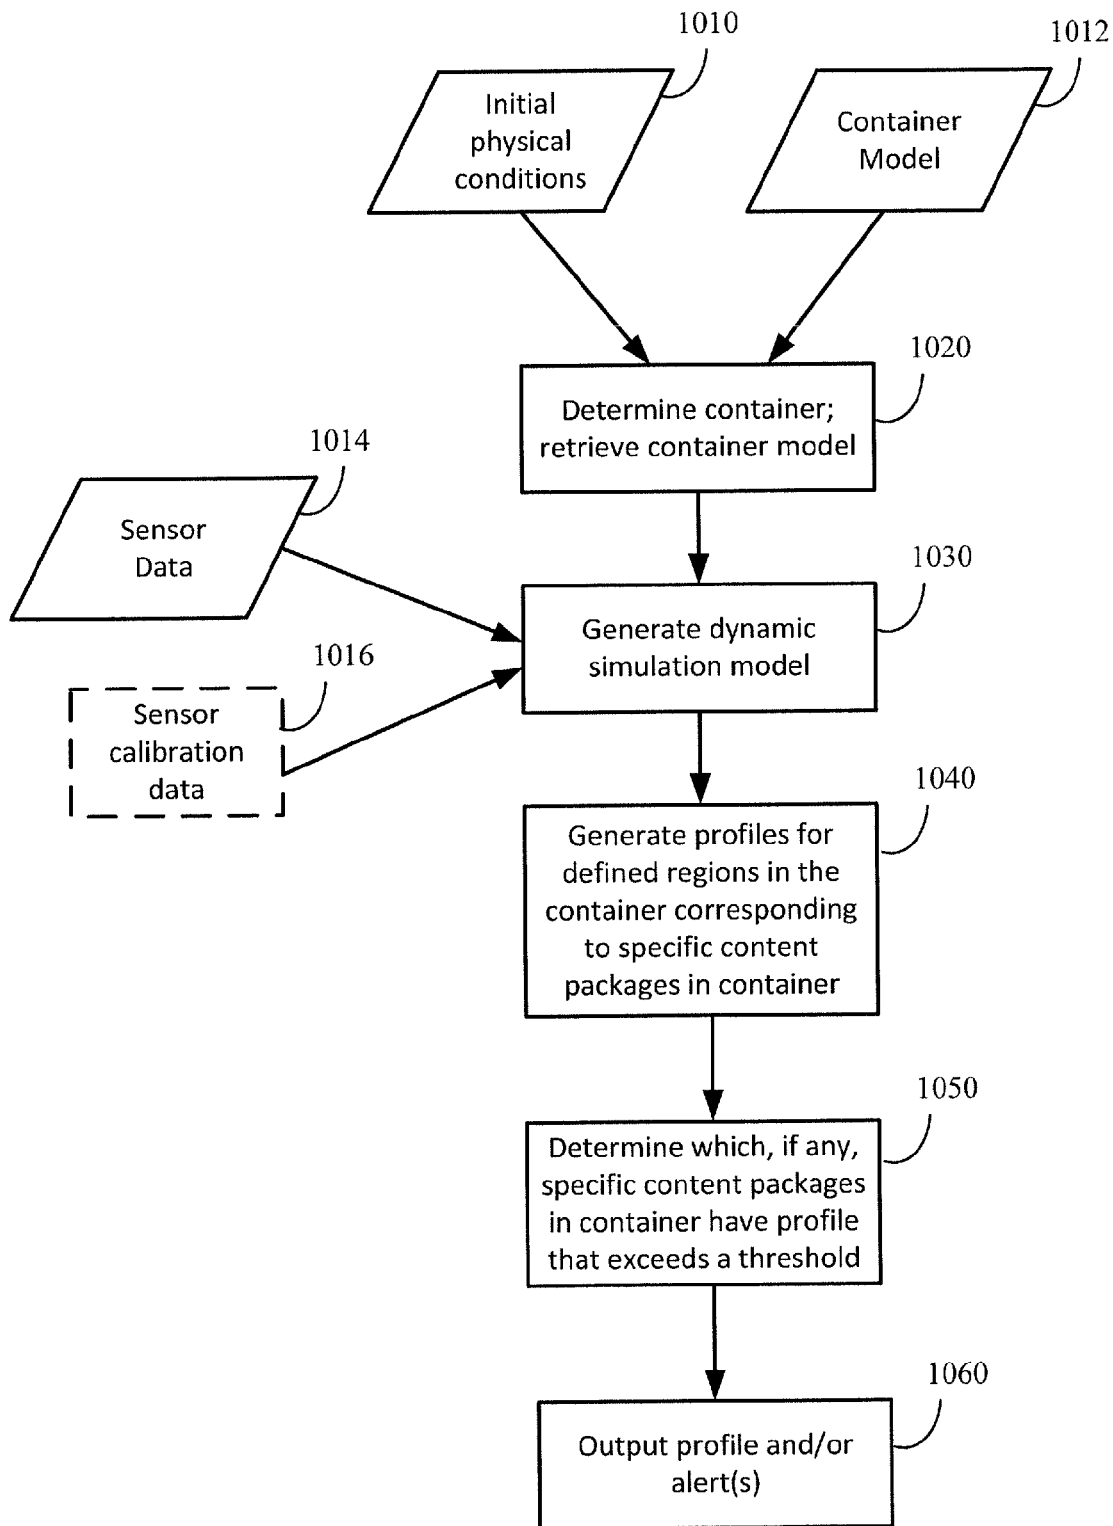 1010
1012
Initial
physical
conditions
Container
Model
1020
Determine container;
retrieve container model
1014
Sensor
Data
1030
Generate dynamic
simulation model
1016
Sensor
calibration
data
1040
Generate profiles for
defined regions in the
container corresponding
to specific content
packages in container
1050
Determine which, if any,
specific content packages
in container have profile
that exceeds a threshold
1060
Output profile and/or
alert(s)